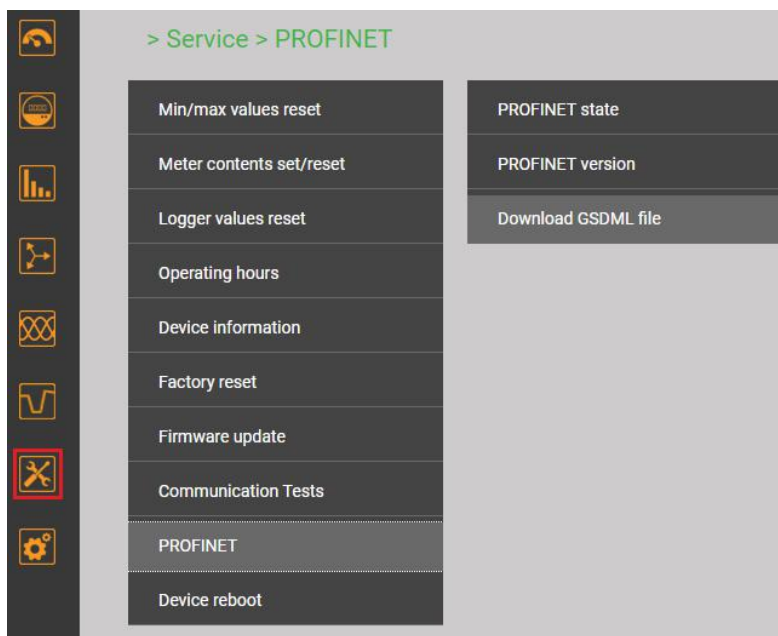 > Service > PROFINET
Min/max values reset
Meter contents set/reset
Logger values reset
Operating hours
Device information
Factory reset
Firmware update
Communication Tests
PROFINET
Device reboot
PROFINET state
PROFINET version
Download GSDML file